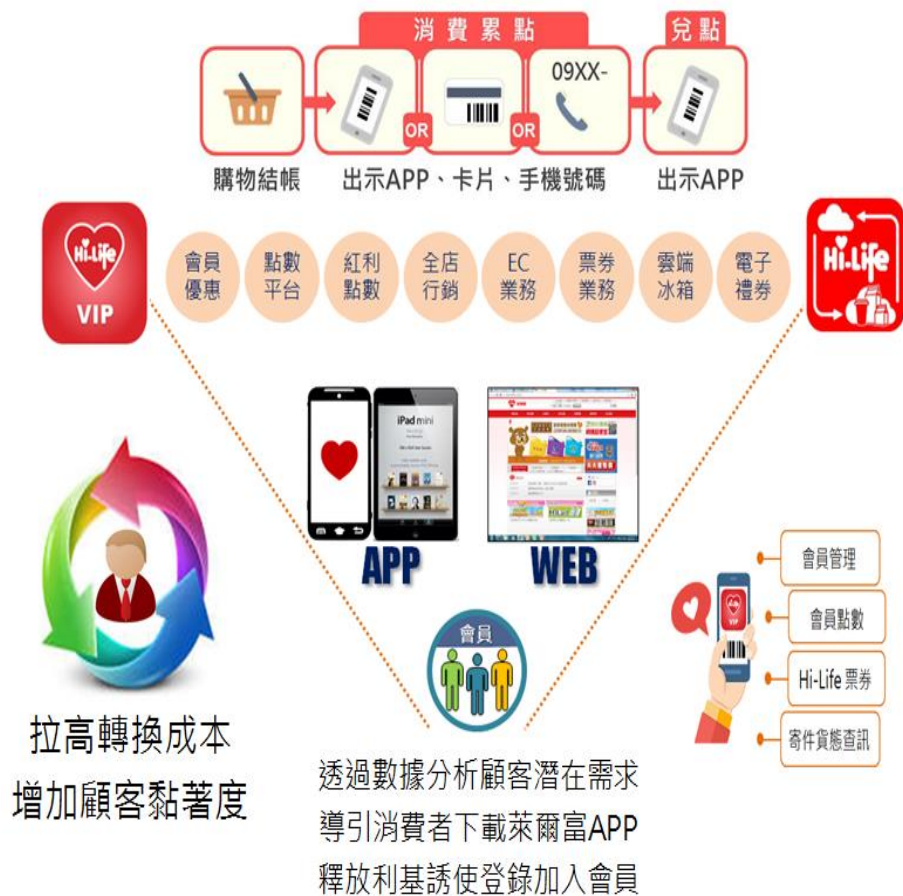 消費累點
兌點
09XX-
OR
OR
購物結帳
出示APP、卡片、手機號碼
出示APP
Hi-Life
VIP
會員
優惠
點數
平台
紅利
點數
全店
行銷
EC
業務
票券
業務
雲端
冰箱
電子
禮券
Hi-Life
iPad mini
APP
WEB
會員
Hi-Life
VIP
會員管理
會員點數
Hi-Life 票券
寄件貨態查訊
拉高轉換成本
增加顧客黏著度
透過數據分析顧客潛在需求
導引消費者下載萊爾富APP
釋放利基誘使登錄加入會員